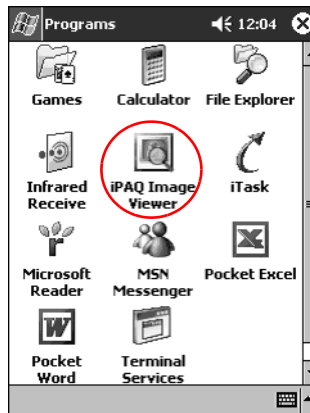 Programs 12:04
Games Calculator File Explorer
Infrared Receive iPAQ Image Viewer iTask
Microsoft Reader MSN Messenger Pocket Excel
Pocket Word Terminal Services